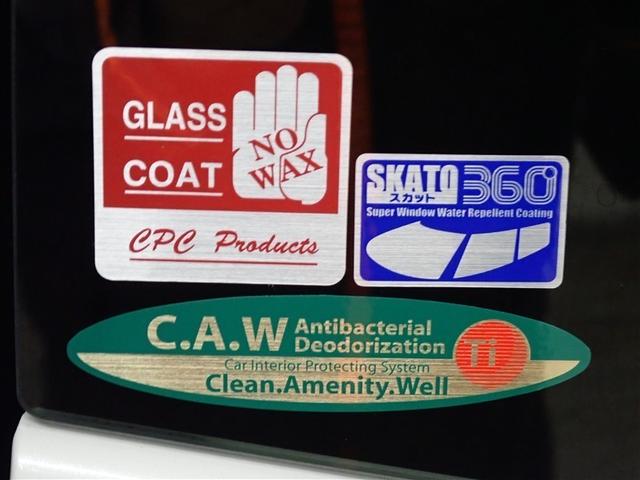 GLASS
COAT
NO
WAX
CPC Products
SKATO 360°
スカット
Super Window Water Repellent Coating
C.A.W Antibacterial
Deodorization
Ti
Car Interior Protecting System
Clean.Amenity.Well